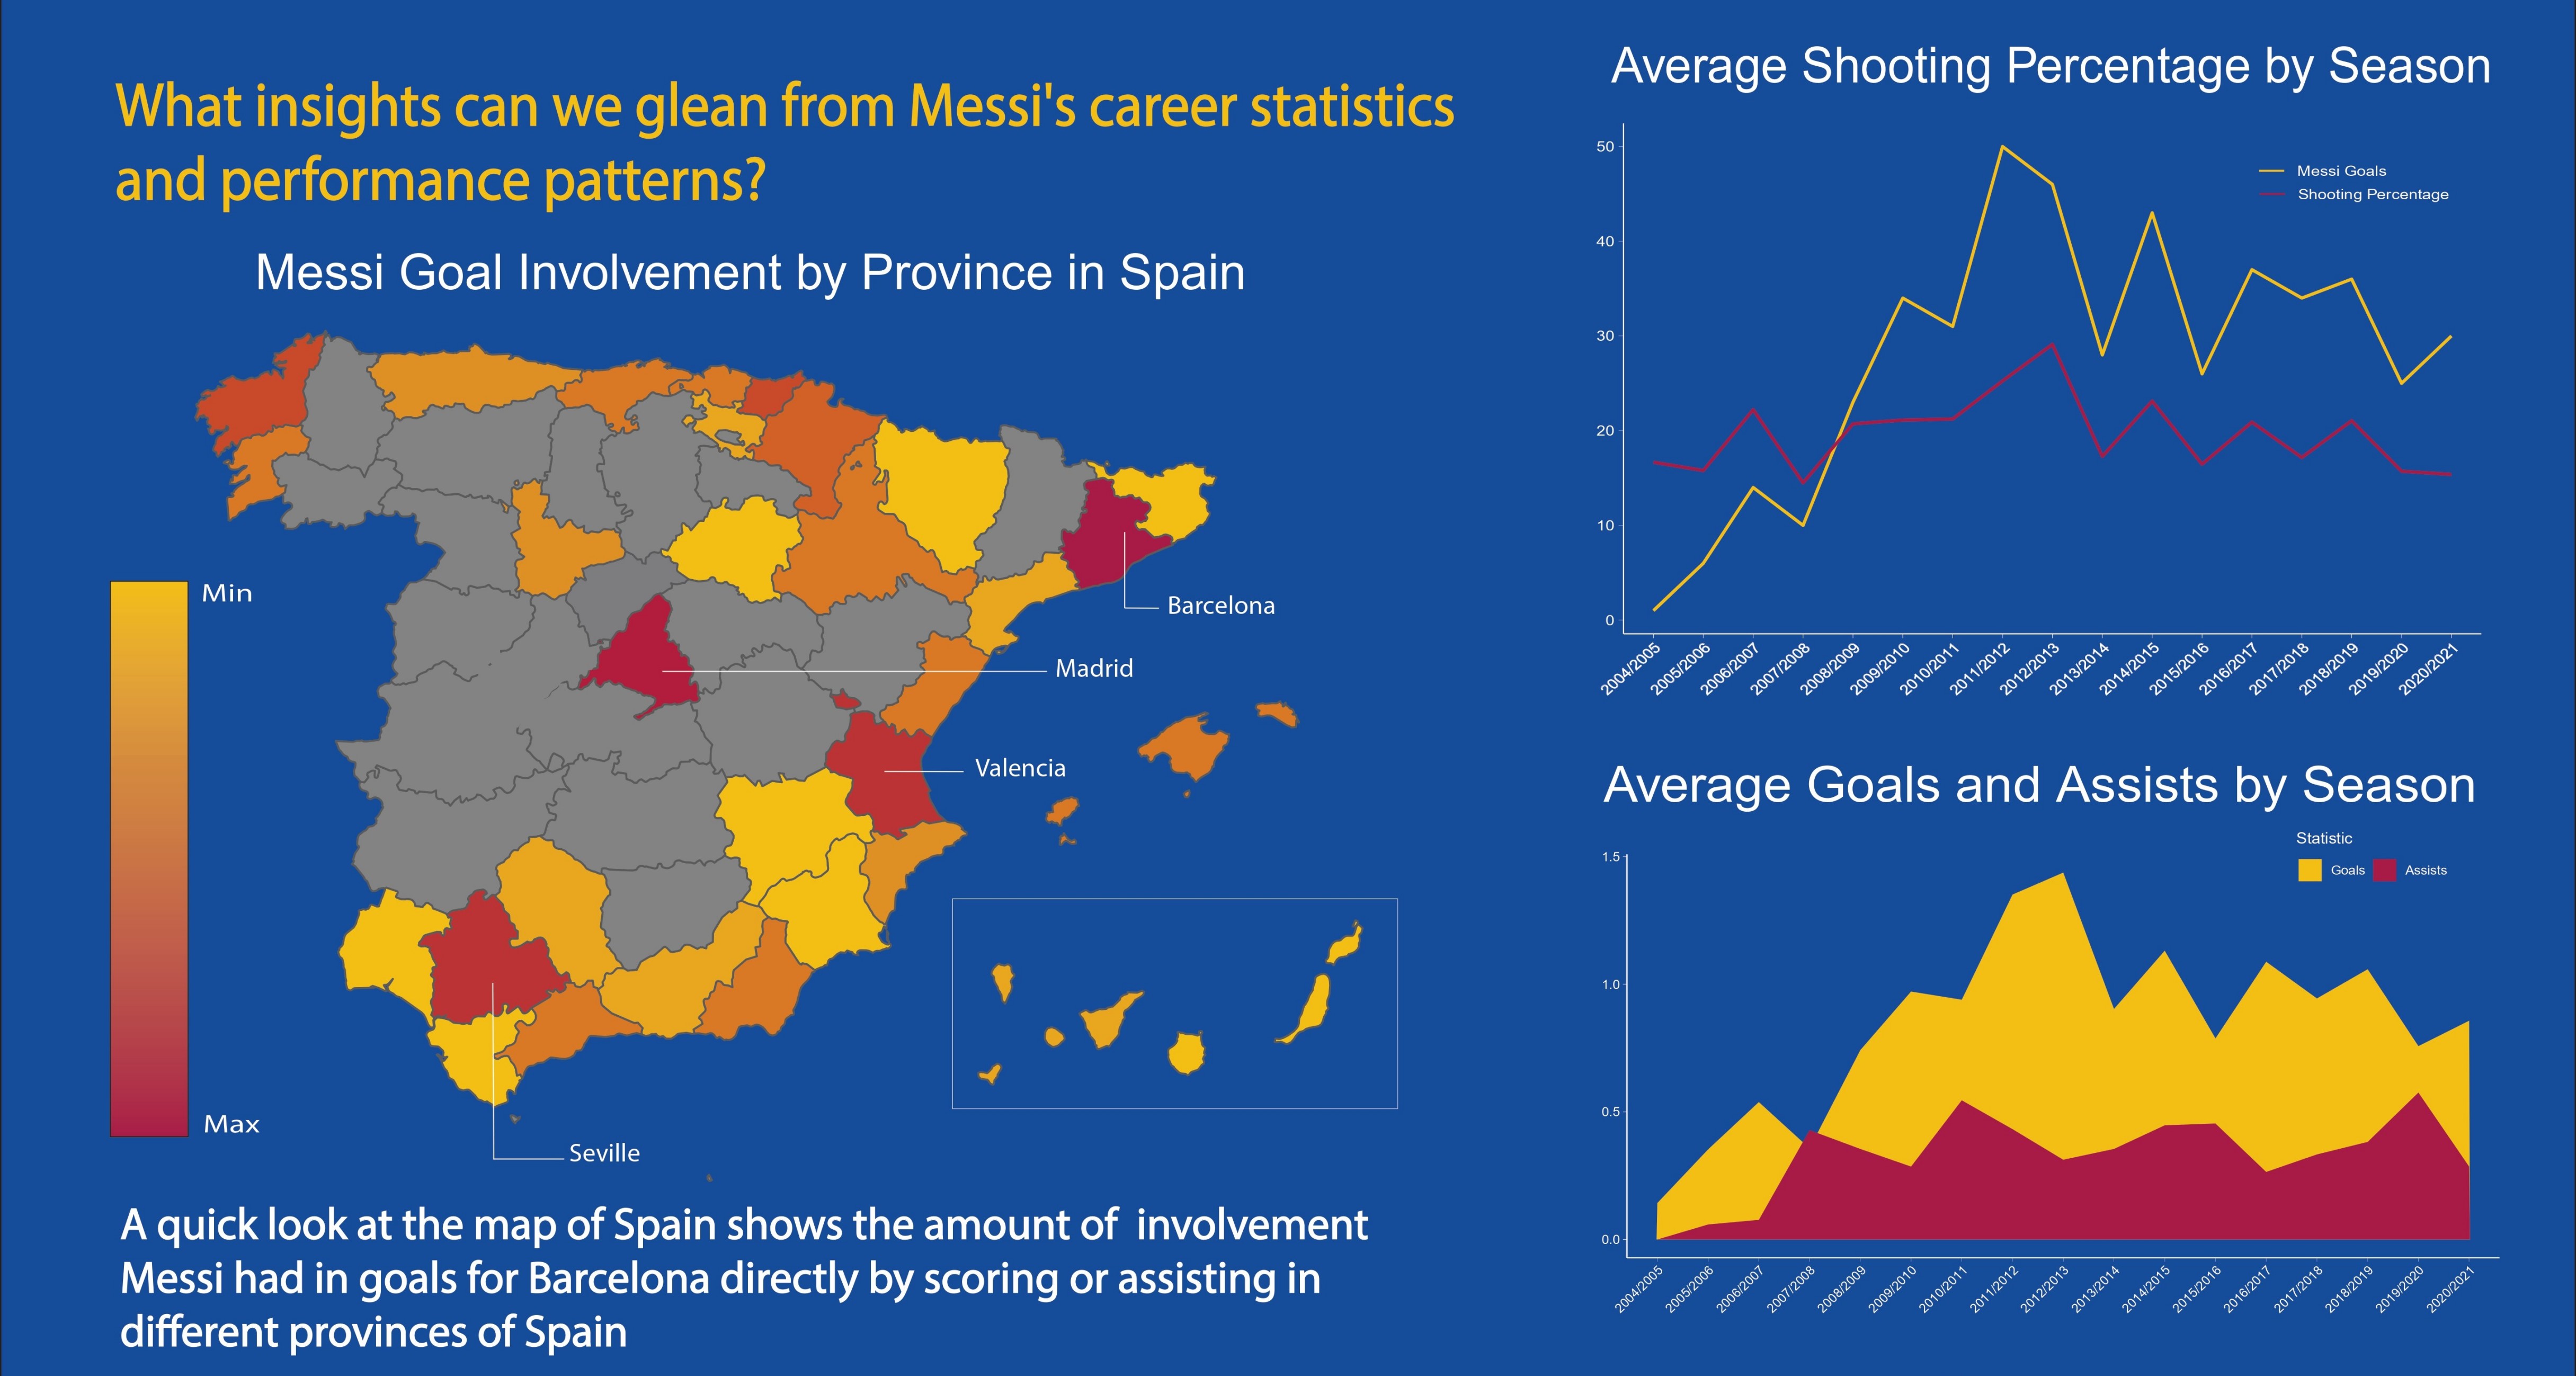 What insights can we glean from Messi's career statistics
and performance patterns?
Messi Goal Involvement by Province in Spain
Min
Max
Barcelona
Madrid
Valencia
Seville
A quick look at the map of Spain shows the amount of involvement
Messi had in goals for Barcelona directly by scoring or assisting in
different provinces of Spain
Average Shooting Percentage by Season
Messi Goals
Shooting Percentage
50
40
30
20
10
0
2004/2005
2005/2006
2006/2007
2007/2008
2008/2009
2009/2010
2010/2011
2011/2012
2012/2013
2013/2014
2014/2015
2015/2016
2016/2017
2017/2018
2018/2019
2019/2020
2020/2021
Average Goals and Assists by Season
Statistic
Goals Assists
1.5
1.0
0.5
0.0
2004/2005
2005/2006
2006/2007
2007/2008
2008/2009
2009/2010
2010/2011
2011/2012
2012/2013
2013/2014
2014/2015
2015/2016
2016/2017
2017/2018
2018/2019
2019/2020
2020/2021